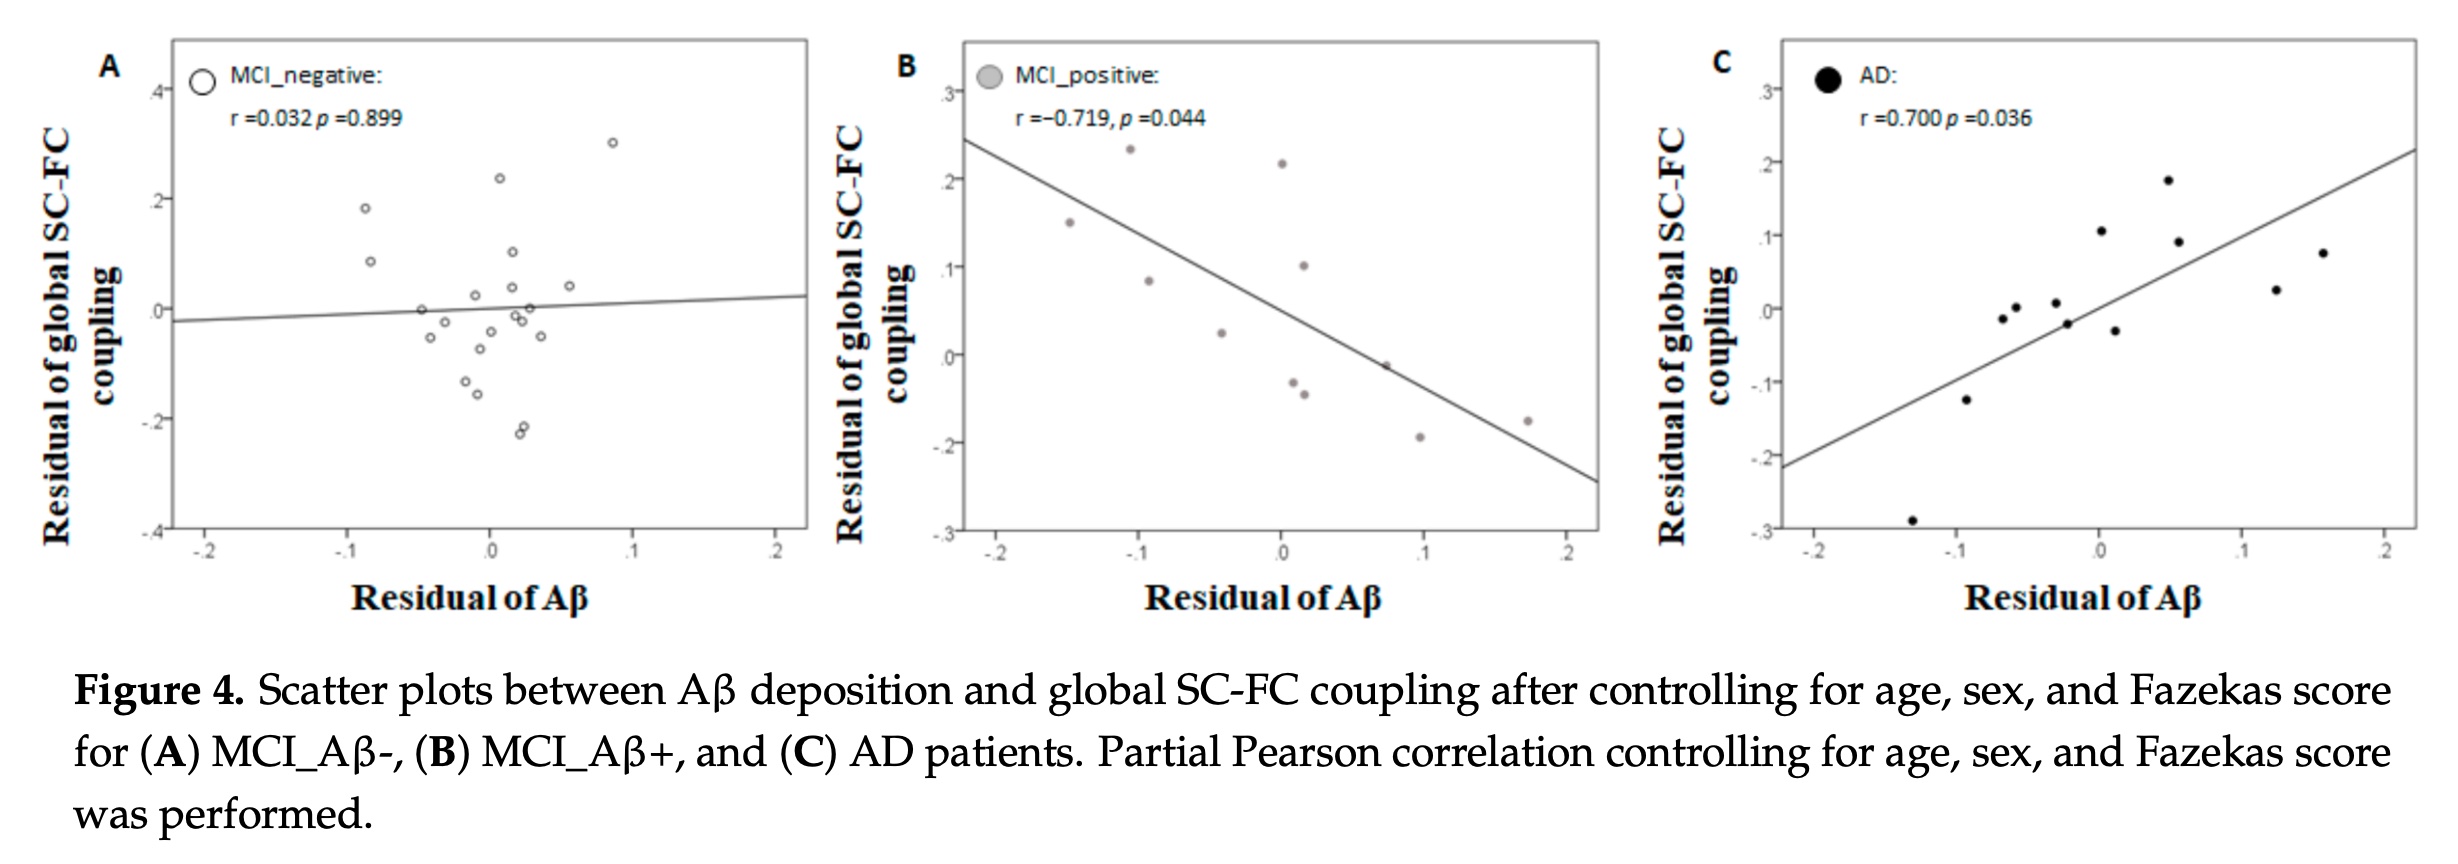 A
MCI_negative:
r =0.032 p =0.899
.4
.2
.0
-.2
-.4
-.2
-.1
.0
.1
.2
Residual of global SC-FC
coupling
Residual of Aβ
B
MCI_positive:
r =−0.719, p =0.044
.3
.2
.1
.0
-.2
-.3
-.2
-.1
.0
.1
.2
Residual of global SC-FC
coupling
Residual of Aβ
C
AD:
r =0.700 p =0.036
.3
.2
.1
.0
-.1
-.2
-.3
-.2
-.1
.0
.1
.2
Residual of global SC-FC
coupling
Residual of Aβ
Figure 4. Scatter plots between Aβ deposition and global SC-FC coupling after controlling for age, sex, and Fazekas score
for (A) MCI_Aβ-, (B) MCI_Aβ+, and (C) AD patients. Partial Pearson correlation controlling for age, sex, and Fazekas score
was performed.